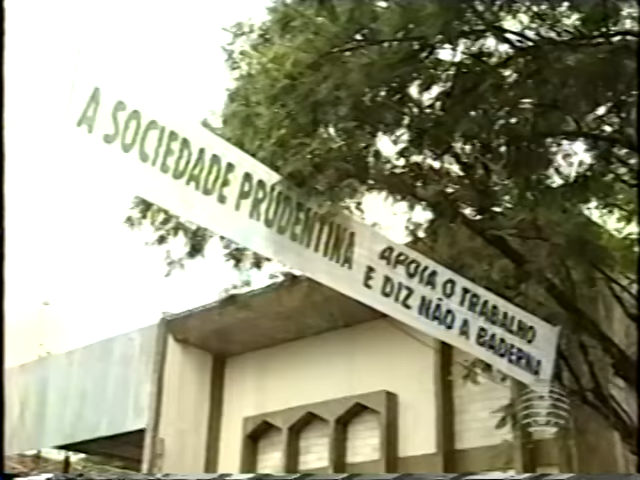 A SOCIEDADE PRUDENTINA
APOIA O TRABALHO
E DIZ NÃO A BADERNA